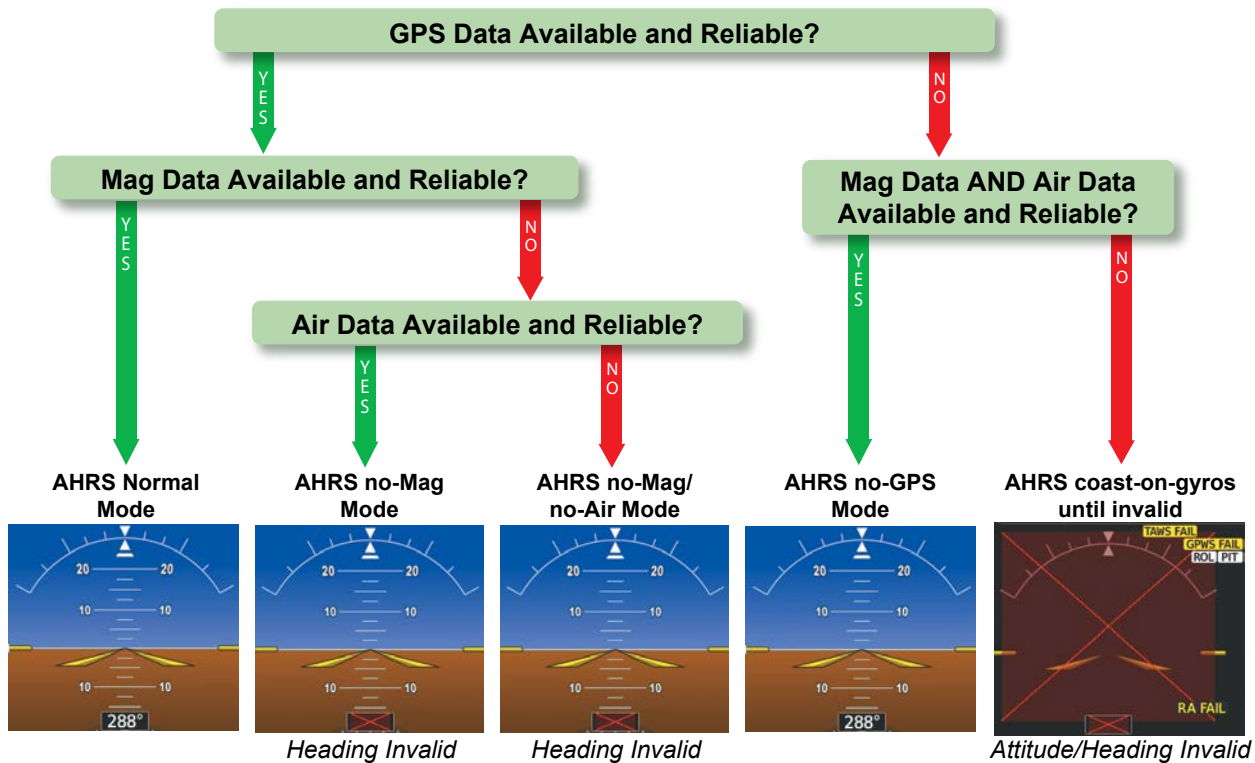 GPS Data Available and Reliable?
YES
NO
Mag Data Available and Reliable?
Mag Data AND Air Data
Available and Reliable?
YES
NO
YES
NO
Air Data Available and Reliable?
YES
NO
AHRS Normal
Mode
AHRS no-Mag
Mode
AHRS no-Mag/
no-Air Mode
AHRS no-GPS
Mode
AHRS coast-on-gyros
until invalid
20 20
10 10
10 10
288°
20 20
10 10
10 10
20 20
10 10
10 10
20 20
10 10
10 10
288°
TAWS FAIL
GPWS FAIL
ROL PIT
RA FAIL
Heading Invalid
Heading Invalid
Attitude/Heading Invalid